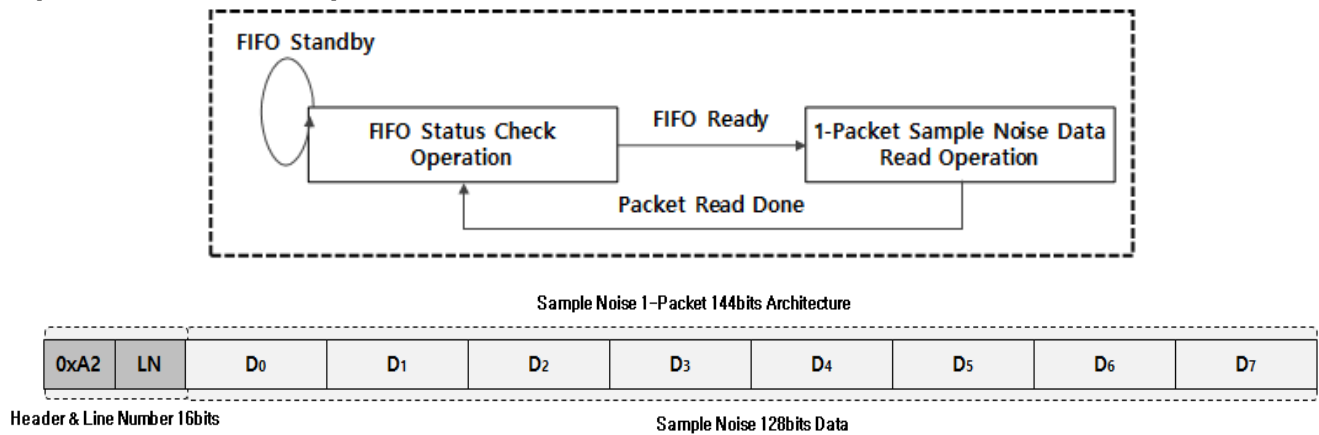 FIFO Standby
FIFO Status Check
Operation
FIFO Ready
1-Packet Sample Noise Data
Read Operation
Packet Read Done
Sample Noise 1-Packet 144bits Architecture
0xA2 LN D0 D1 D2 D3 D4 D5 D6 D7
Header & Line Number 16bits
Sample Noise 128bits Data